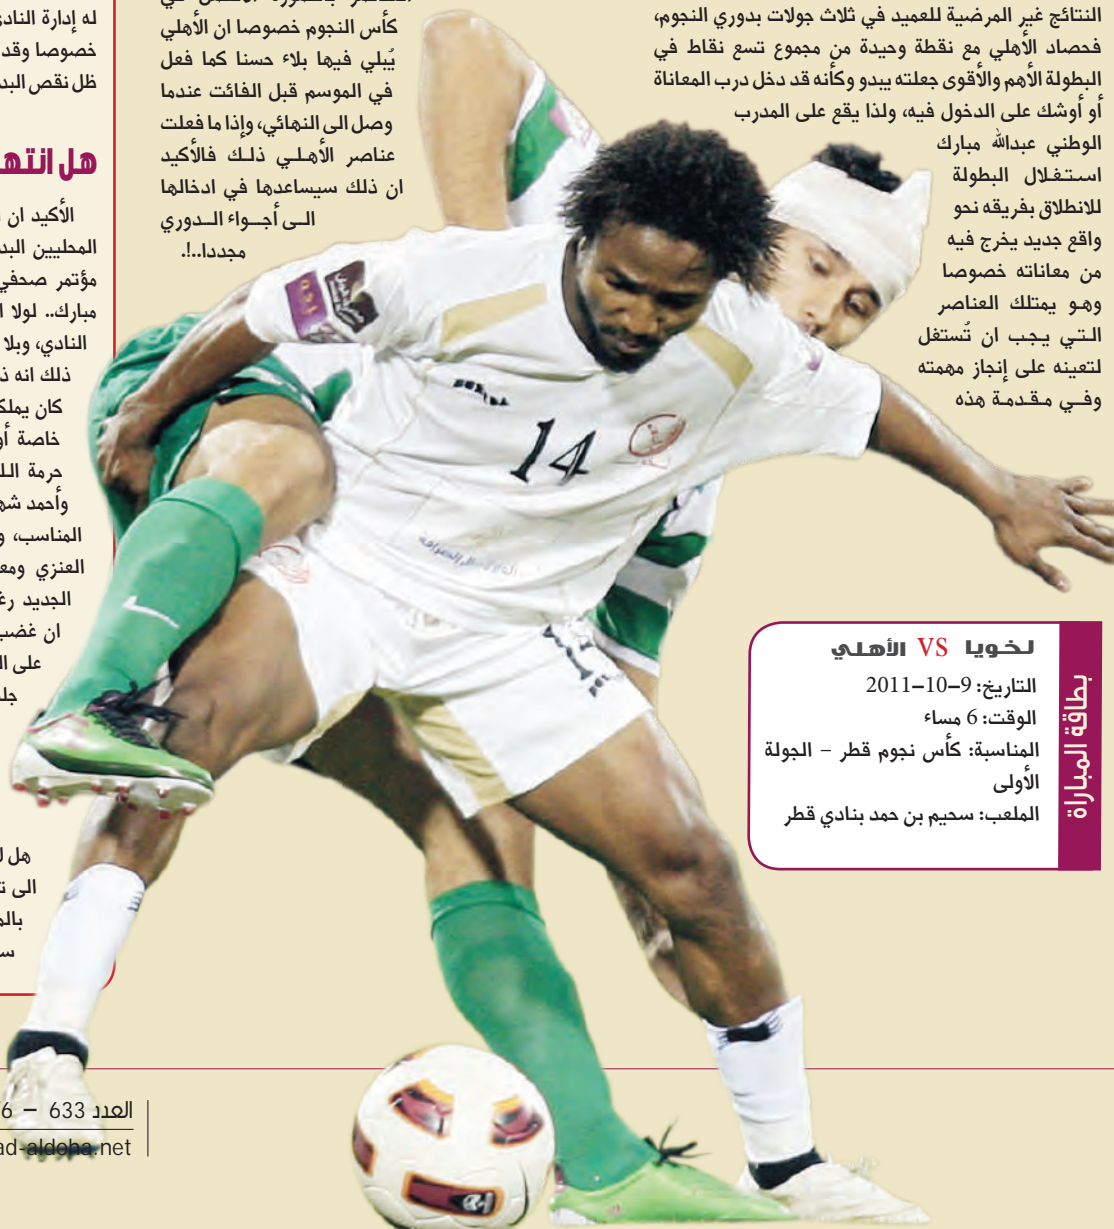 النتائج غير المرضية للعميد في ثلاث جولات بدوري النجوم،
فحصاد الأهلي مع نقطة وحيدة من مجموع تسع نقاط في
البطولة الأهم والأقوى جعلته يبدو وكأنه قد دخل درب المعاناة
أو أوشك على الدخول فيه، ولذا يقع على المدرب
الوطني عبدالله مبارك
استغلال البطولة
للانطلاق بفريقه نحو
واقع جديد يخرج فيه
من معاناته خصوصا
وهو يمتلك العناصر
التي يجب ان تُستغل
لتعينه على إنجاز مهمته
وفي مقدمة هذه
كأس النجوم خصوصا ان الأهلي
يُبلي فيها بلاء حسنا كما فعل
في الموسم قبل الفائت عندما
وصل الى النهائي، وإذا ما فعلت
عناصر الأهلي ذلك فالأكيد
ان ذلك سيساعدها في ادخالها
الى أجواء الدوري
مجددا..!.
له إدارة النادي
خصوصا وقد
ظل نقص البد
هل انته
الأكيد ان
المحليين البد
مؤتمر صحفي
مبارك.. لولا ا
النادي، وبلا
ذلك انه ذ
كان يملك
خاصة أو
حرمة الل
وأحمد شه
المناسب، و
العنزي ومع
الجديد رغ
ان غضب
على ال
جل
هل ل
الى ن
بالم
س
14
بطاقة المباراة
لخويا VS الأهلي
التاريخ: 9–10–2011
الوقت: 6 مساء
المناسبة: كأس نجوم قطر – الجولة
الأولى
الملعب: سحيم بن حمد بنادي قطر
العدد 633 – 6
ad-aldoha.net